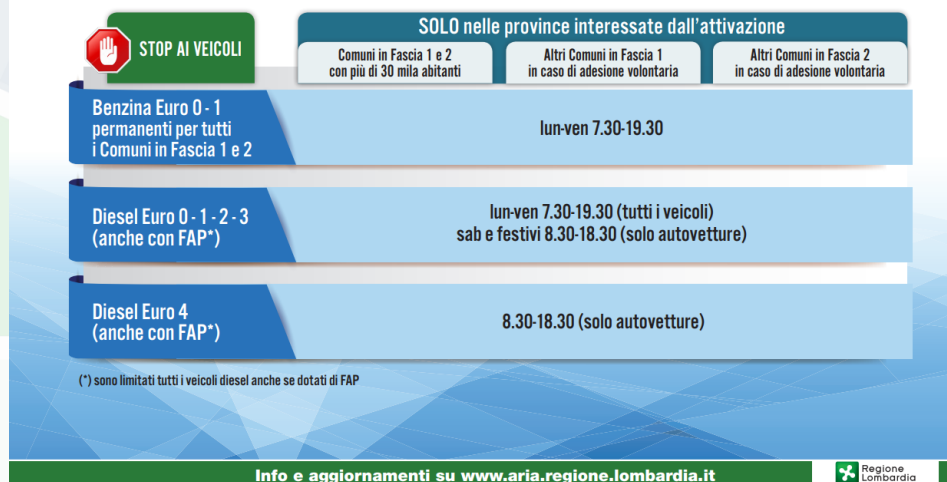 STOP AI VEICOLI
SOLO nelle province interessate dall'attivazione
Comuni in Fascia 1 e 2
con più di 30 mila abitanti
Altri Comuni in Fascia 1
in caso di adesione volontaria
Altri Comuni in Fascia 2
in caso di adesione volontaria
Benzina Euro 0 - 1
permanenti per tutti
i Comuni in Fascia 1 e 2
lun-ven 7.30-19.30
Diesel Euro 0 - 1 - 2 - 3
(anche con FAP*)
lun-ven 7.30-19.30 (tutti i veicoli)
sab e festivi 8.30-18.30 (solo autovetture)
Diesel Euro 4
(anche con FAP*)
8.30-18.30 (solo autovetture)
(*) sono limitati tutti i veicoli diesel anche se dotati di FAP
Info e aggiornamenti su www.aria.regione.lombardia.it
Regione
Lombardia